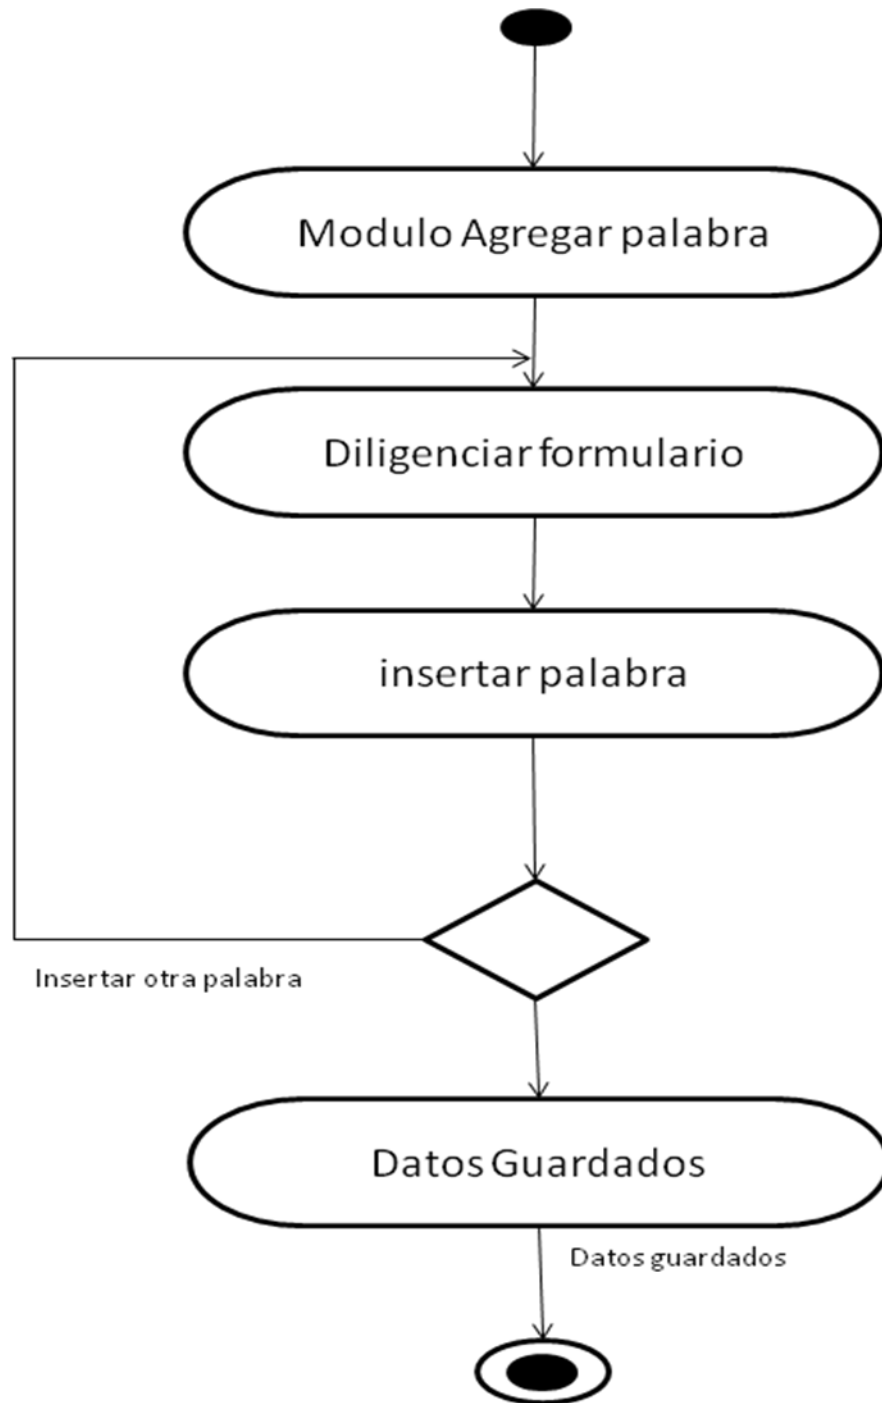 Modulo Agregar palabra
Diligenciar formulario
insertar palabra
Insertar otra palabra
Datos Guardados
Datos guardados